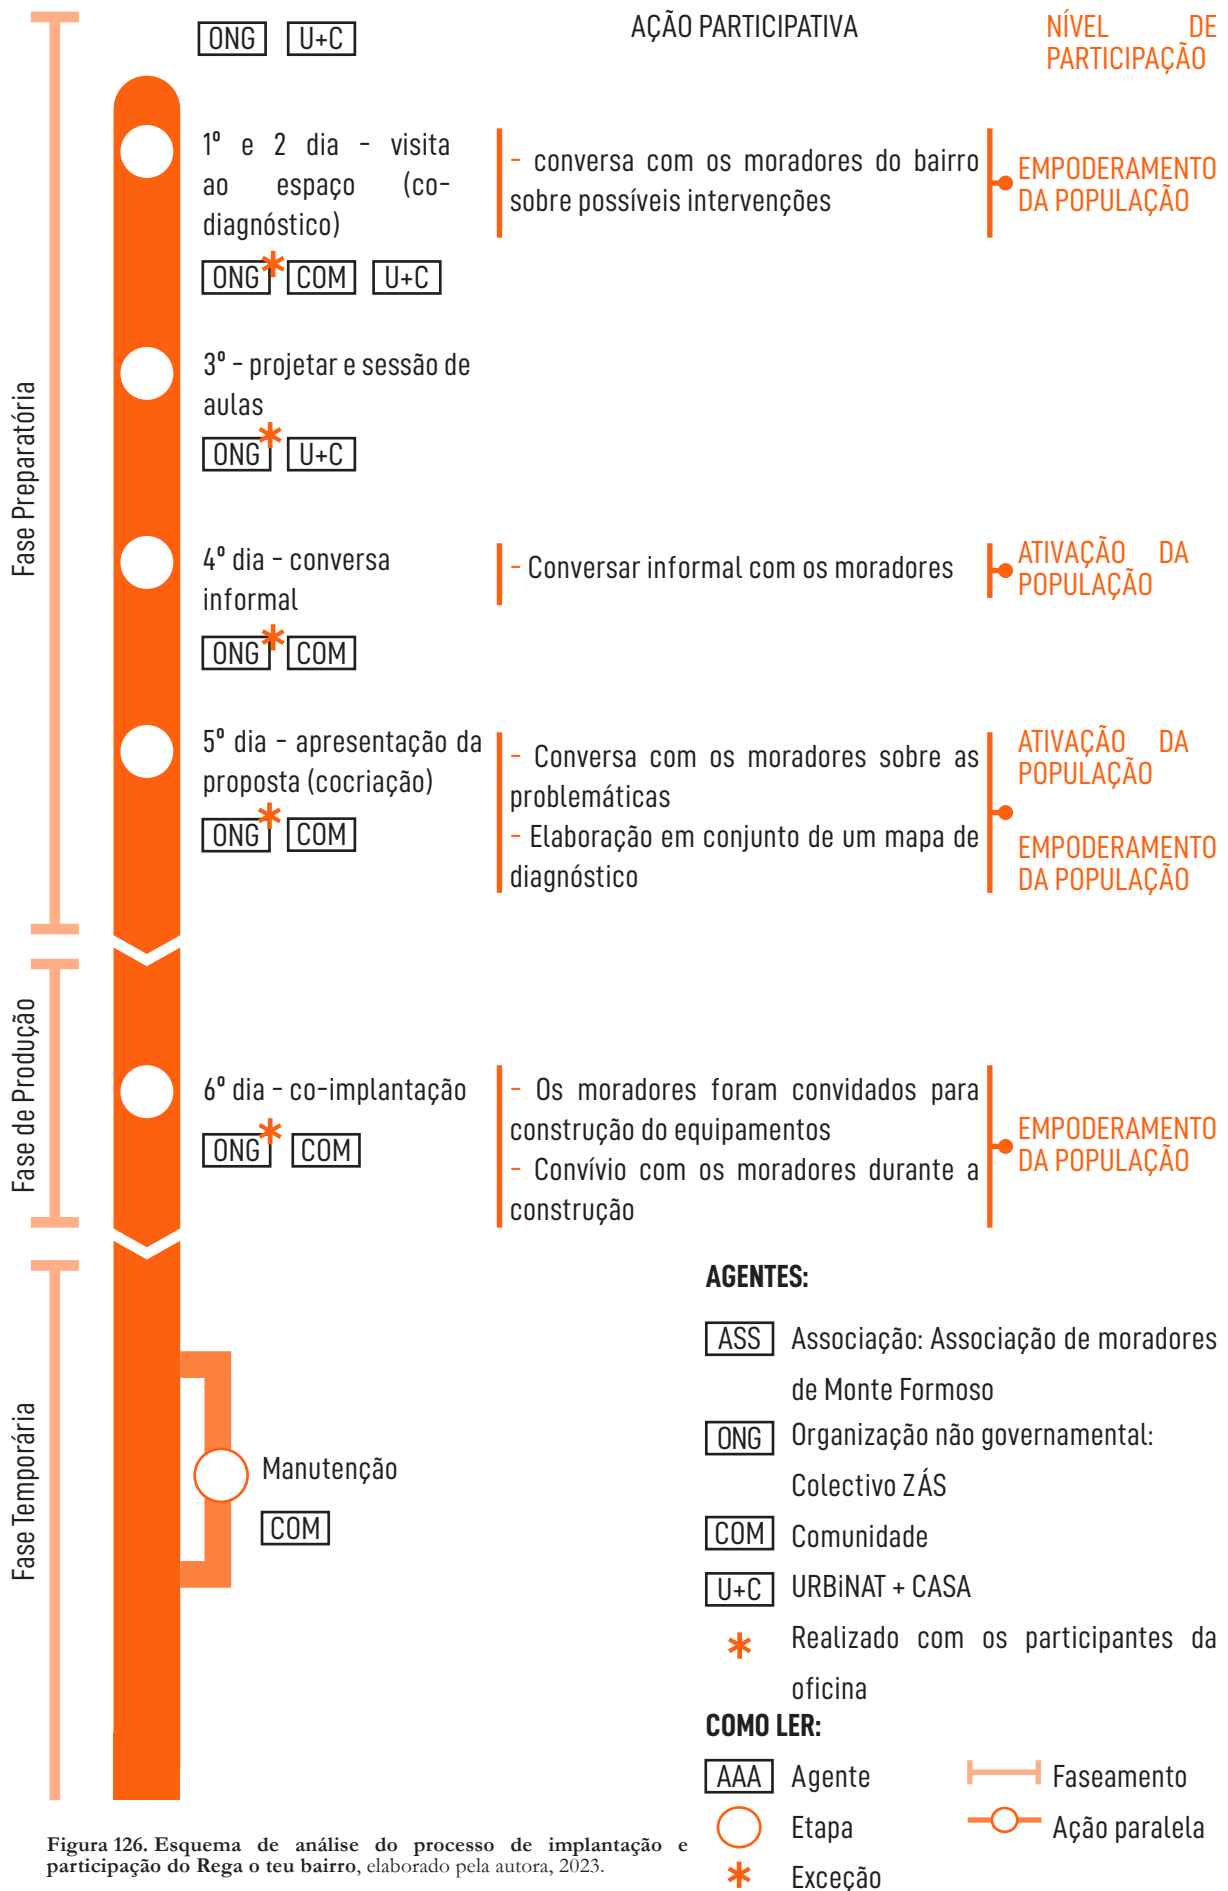 ONG U+C
AÇÃO PARTICIPATIVA
NÍVEL DE
PARTICIPAÇÃO
Fase Preparatória
1º e 2 dia - visita
ao espaço (co-
diagnóstico)
ONG * COM U+C
- conversa com os moradores do bairro
sobre possíveis intervenções
EMPODERAMENTO
DA POPULAÇÃO
3º - projetar e sessão de
aulas
ONG * U+C
4º dia - conversa
informal
ONG * COM
- Conversar informal com os moradores
ATIVAÇÃO DA
POPULAÇÃO
5º dia - apresentação da
proposta (cocriação)
ONG * COM
- Conversa com os moradores sobre as
problemáticas
- Elaboração em conjunto de um mapa de
diagnóstico
ATIVAÇÃO DA
POPULAÇÃO
EMPODERAMENTO
DA POPULAÇÃO
Fase de Produção
6º dia - co-implantação
ONG * COM
- Os moradores foram convidados para
construção do equipamentos
- Convívio com os moradores durante a
construção
EMPODERAMENTO
DA POPULAÇÃO
Fase Temporária
Manutenção
COM
AGENTES:
ASS Associação: Associação de moradores
de Monte Formoso
ONG Organização não governamental:
Colectivo ZÁS
COM Comunidade
U+C URBiNAT + CASA
* Realizado com os participantes da
oficina
COMO LER:
AAA Agente
Faseamento
Etapa
Ação paralela
* Exceção
Figura 126. Esquema de análise do processo de implantação e
participação do Rega o teu bairro, elaborado pela autora, 2023.